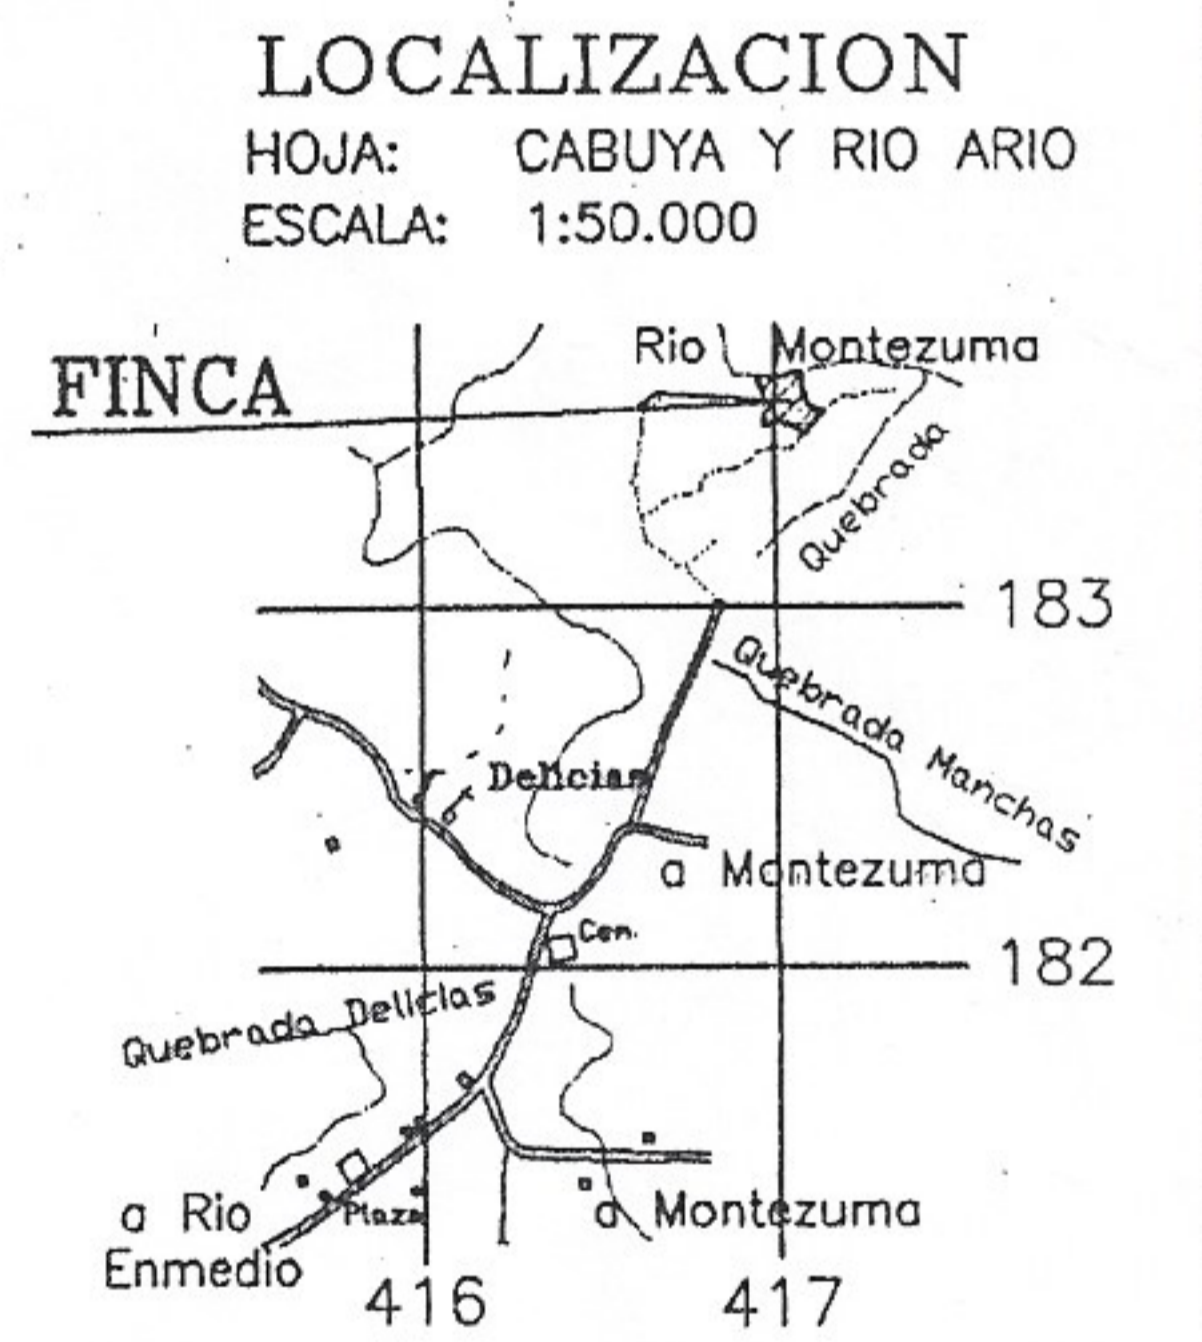 LOCALIZACION
HOJA: CABUYA Y RIO ARIO
ESCALA: 1:50.000
Rio Montezuma
FINCA
Quebrada
183
Quebrada Manchas
Delicias
a Montezuma
Cem.
182
Quebrada Delicias
a Rio
Enmedio
Plaza
a Montezuma
416
417